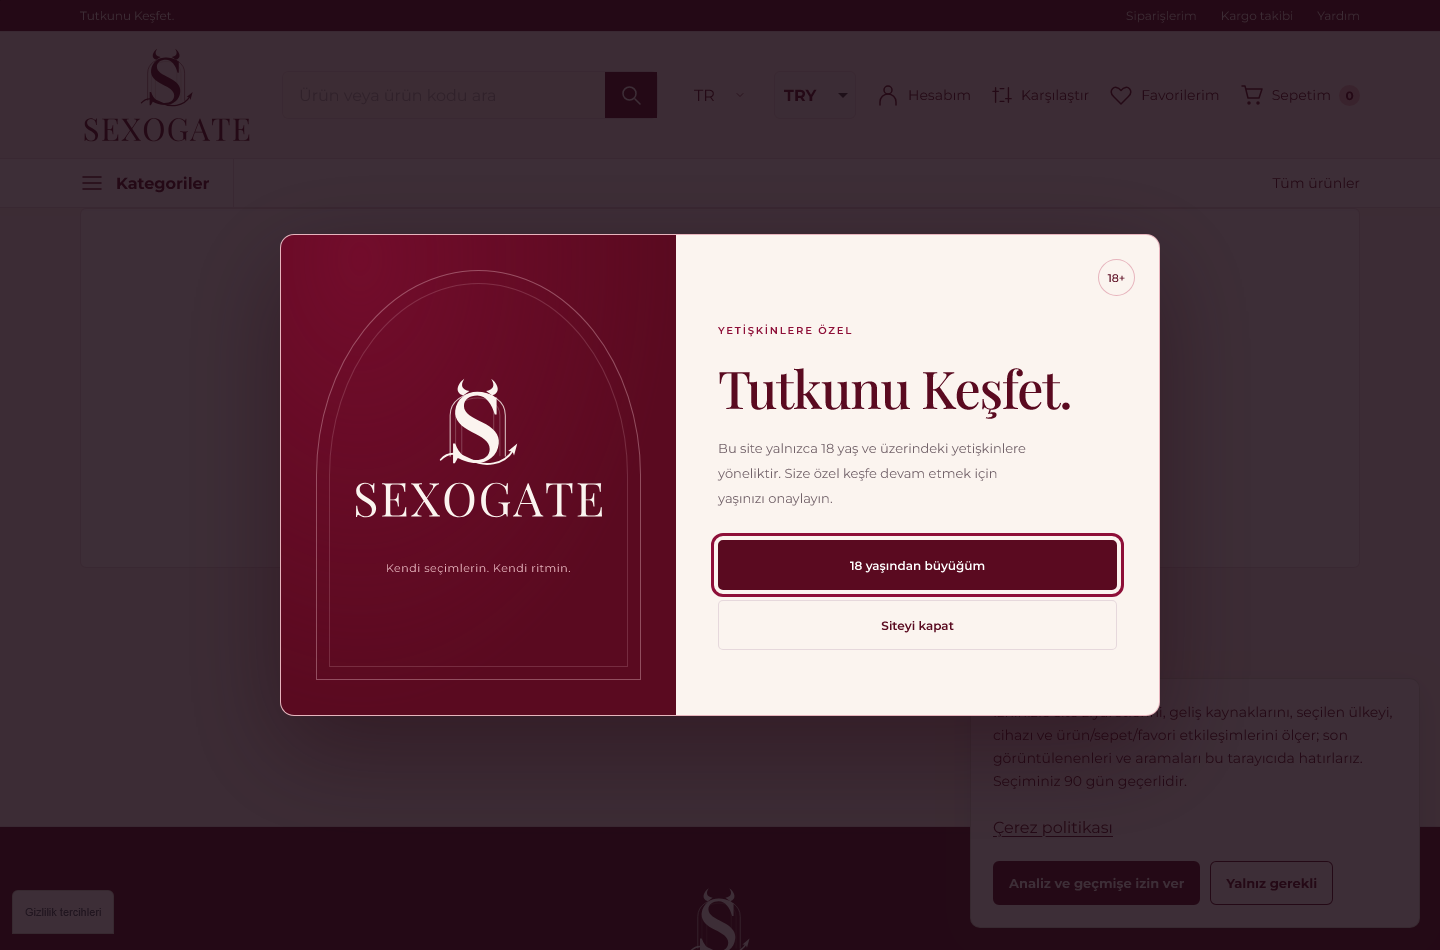 Tutkunu Keşfet.
Siparişlerim Kargo takibi Yardım
SEXOGATE
Ürün veya ürün kodu ara
TR
TRY
Hesabım
Karşılaştır
Favorilerim
Sepetim 0
Kategoriler
Tüm ürünler
S
SEXOGATE
Kendi seçimlerin. Kendi ritmin.
18+
YETİŞKİNLERE ÖZEL
Tutkunu Keşfet.
Bu site yalnızca 18 yaş ve üzerindeki yetişkinlere
yöneliktir. Size özel keşfe devam etmek için
yaşınızı onaylayın.
18 yaşından büyüğüm
Siteyi kapat
geliş kaynaklarını, seçilen ülkeyi,
cihazı ve ürün/sepet/favori etkileşimlerini ölçer; son
görüntülenenleri ve aramaları bu tarayıcıda hatırlarız.
Seçiminiz 90 gün geçerlidir.
Çerez politikası
Analiz ve geçmişe izin ver
Yalnız gerekli
Gizlilik tercihleri
S